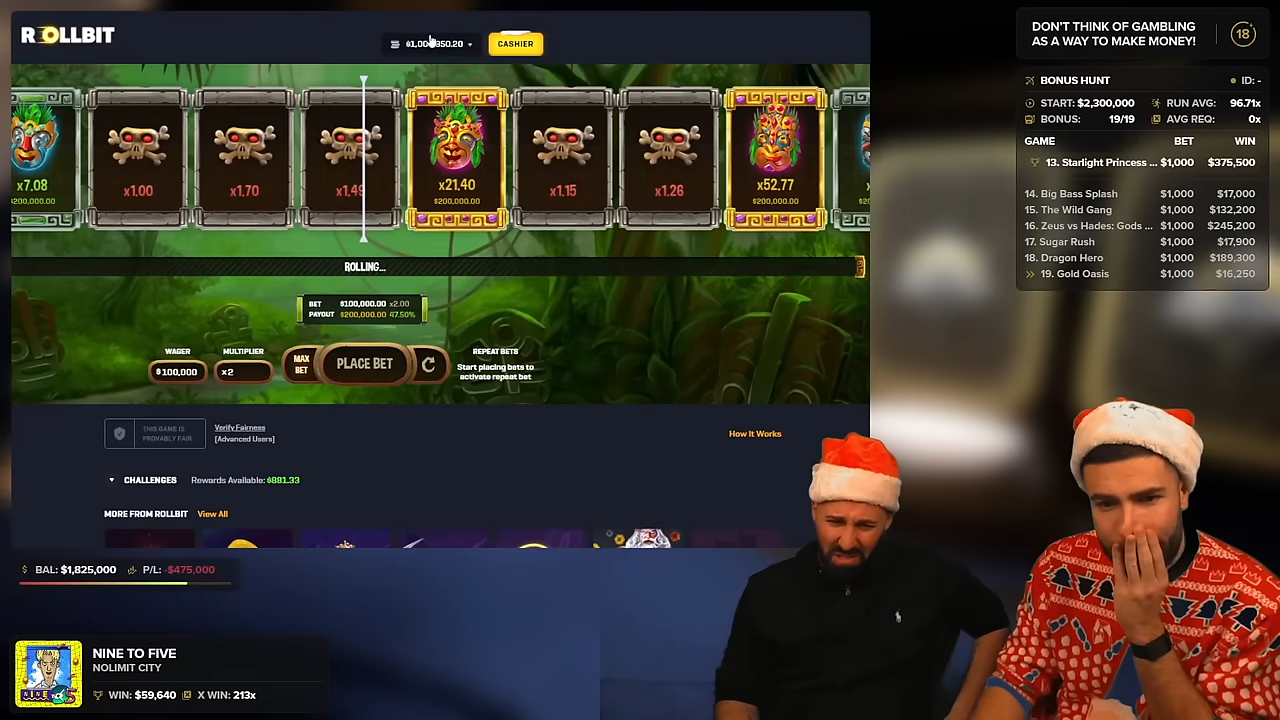 ROLLBIT
CASHIER
x7.08
x1.00
x1.70
x1.49
x21.40
$200,000.00
x1.15
x1.26
x52.77
$200,000.00
ROLLING...
BET $100,000.00 x2.00
PAYOUT $200,000.00 47.50%
WAGER
$100,000
MULTIPLIER
x2
MAX BET
PLACE BET
REPEAT BETS
Start placing bets to
activate repeat bet
THIS GAME IS
PROVABLY FAIR
Verify Fairness
[Advanced Users]
How It Works
CHALLENGES Rewards Available: $881.33
MORE FROM ROLLBIT View All
BAL: $1,825,000 P/L: -$475,000
NINE TO FIVE
NOLIMIT CITY
WIN: $59,640 X WIN: 213x
DON'T THINK OF GAMBLING
AS A WAY TO MAKE MONEY!
18
BONUS HUNT ID: -
START: $2,300,000 RUN AVG: 96.71x
BONUS: 19/19 AVG REQ: 0x
GAME BET WIN
13. Starlight Princess ... $1,000 $375,500
14. Big Bass Splash $1,000 $17,000
15. The Wild Gang $1,000 $132,200
16. Zeus vs Hades: Gods ... $1,000 $245,200
17. Sugar Rush $1,000 $17,900
18. Dragon Hero $1,000 $189,300
19. Gold Oasis $1,000 $16,250